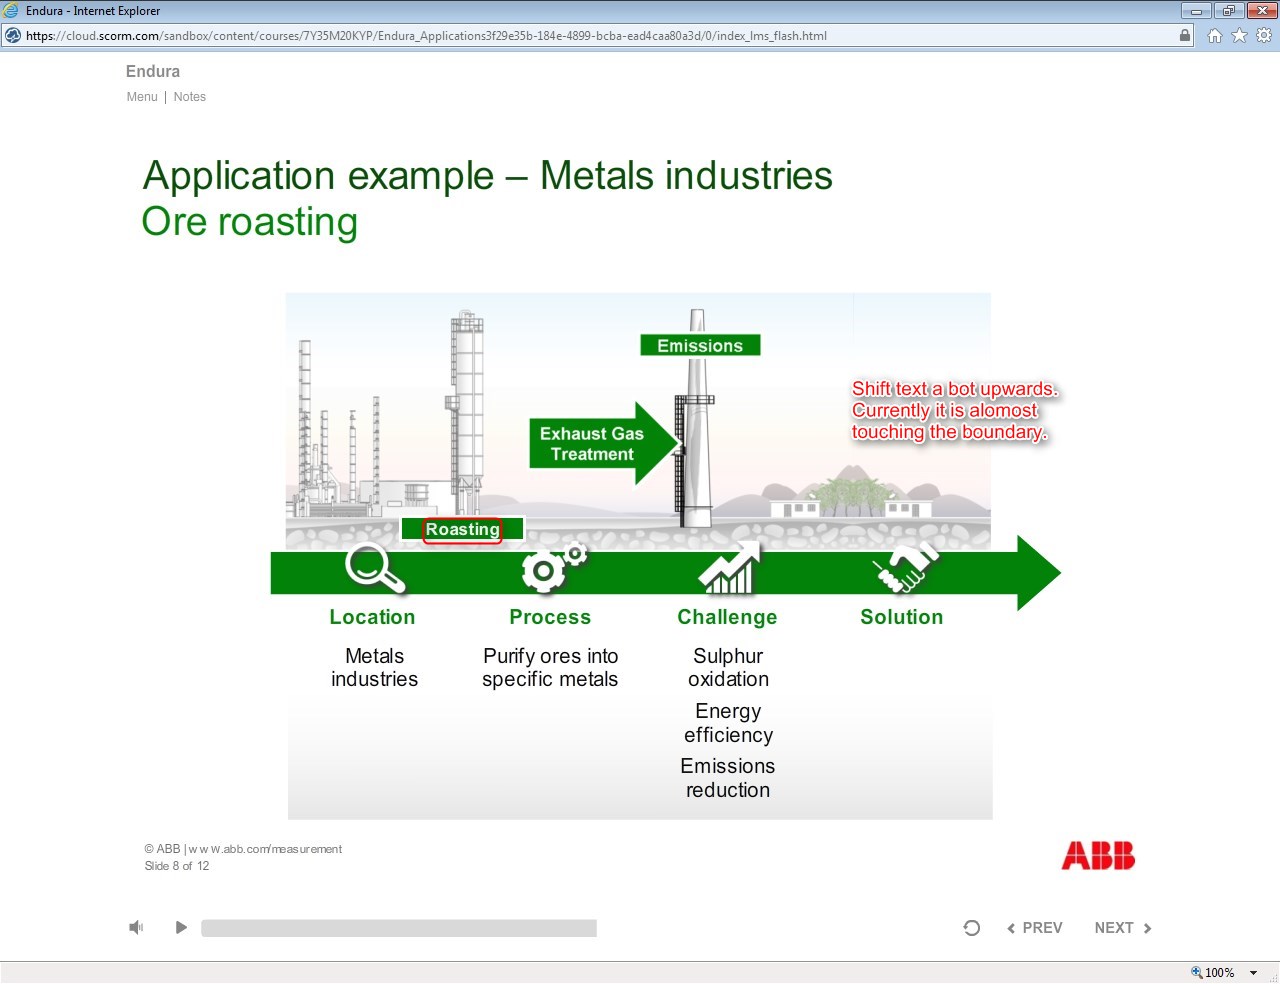 Endura - Internet Explorer
https://cloud.scorm.com/sandbox/content/courses/7Y35M20KYP/Endura_Applications3f29e35b-184e-4899-bcba-ead4caa80a3d/0/index_lms_flash.html
Endura
Menu | Notes
Application example – Metals industries
Ore roasting
Emissions
Shift text a bot upwards.
Currently it is alomost
touching the boundary.
Exhaust Gas
Treatment
Roasting
Location
Process
Challenge
Solution
Metals
industries
Purify ores into
specific metals
Sulphur
oxidation
Energy
efficiency
Emissions
reduction
© ABB | www.abb.com/measurement
Slide 8 of 12
ABB
PREV
NEXT
100%